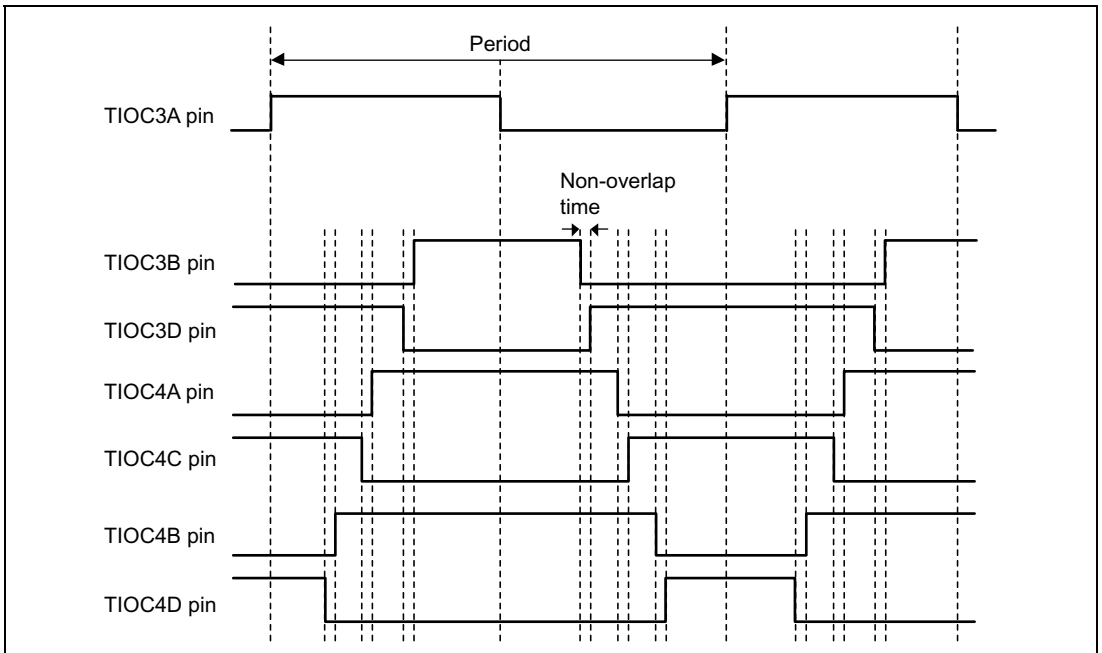 Period
TIOC3A pin
Non-overlap
time
TIOC3B pin
TIOC3D pin
TIOC4A pin
TIOC4C pin
TIOC4B pin
TIOC4D pin